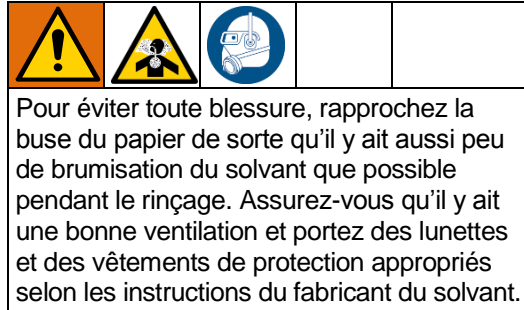 Pour éviter toute blessure, rapprochez la
buse du papier de sorte qu'il y ait aussi peu
de brumisation du solvant que possible
pendant le rinçage. Assurez-vous qu'il y ait
une bonne ventilation et portez des lunettes
et des vêtements de protection appropriés
selon les instructions du fabricant du solvant.